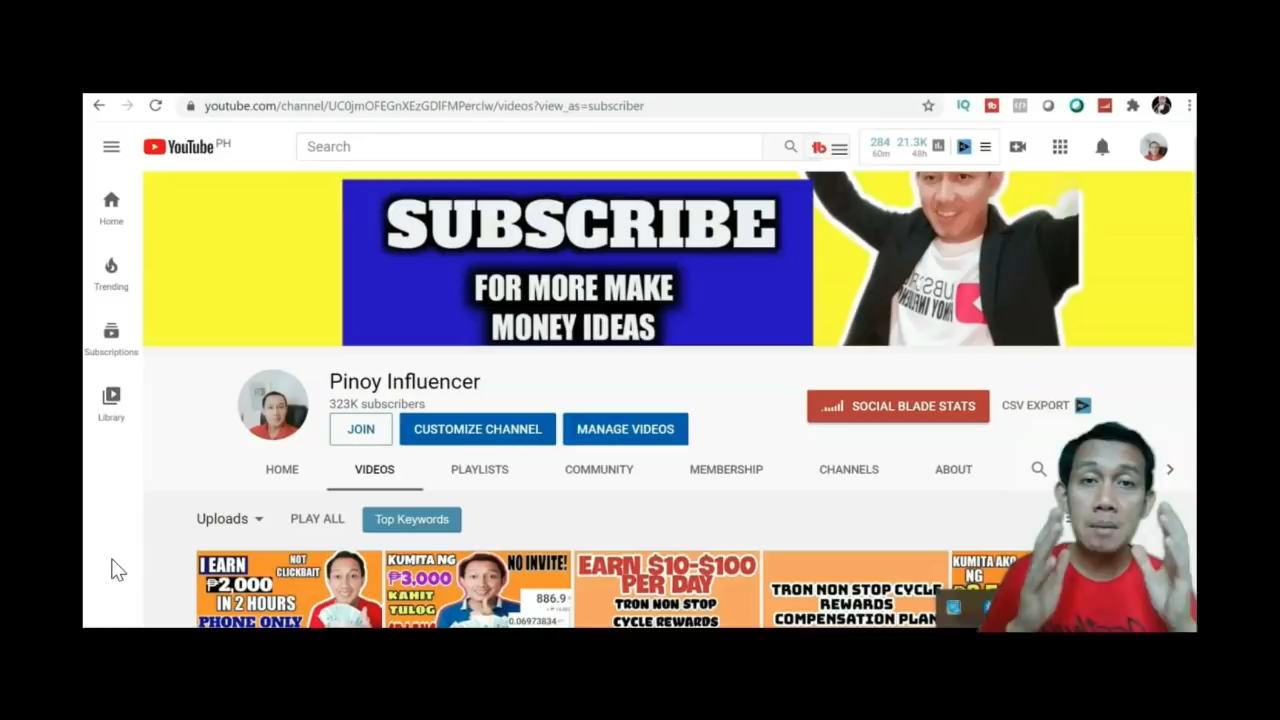 youtube.com/channel/UC0jmOFEGnXEzGDlFMPercIw/videos?view_as=subscriber
YouTube PH
Search
284 21.3K
60m 48h
Home
Trending
Subscriptions
Library
SUBSCRIBE
FOR MORE MAKE
MONEY IDEAS
Pinoy Influencer
323K subscribers
JOIN
CUSTOMIZE CHANNEL
MANAGE VIDEOS
SOCIAL BLADE STATS
CSV EXPORT
HOME
VIDEOS
PLAYLISTS
COMMUNITY
MEMBERSHIP
CHANNELS
ABOUT
Uploads
PLAY ALL
Top Keywords
I EARN
₱2,000
IN 2 HOURS
PHONE ONLY
NOT
CLICKBAIT
KUMITA NG
₱3,000
KAHIT
TULOG
NO INVITE!
886.9
0.06973834
EARN $10-$100
PER DAY
TRON NON STOP
CYCLE REWARDS
TRON NON STOP CYCLE
REWARDS
COMPENSATION PLAN
KUMITA AKO
NG